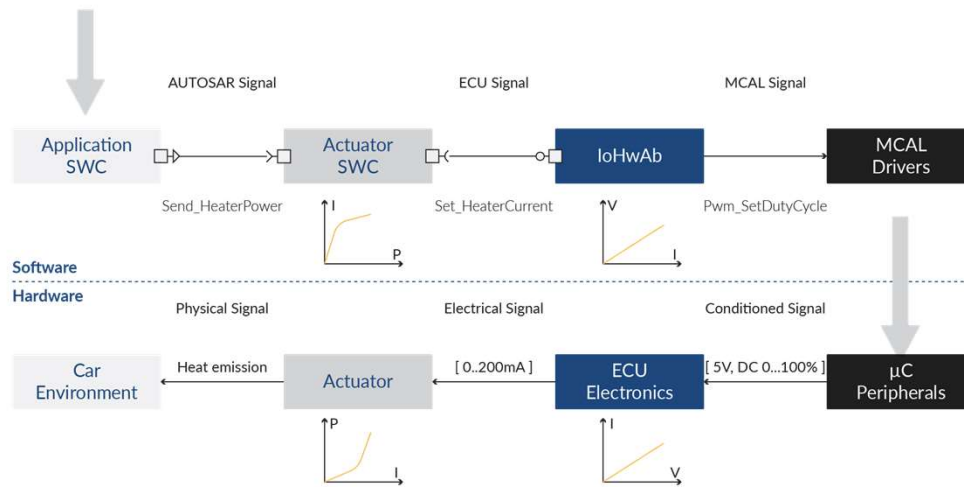 AUTOSAR Signal
ECU Signal
MCAL Signal
Application
SWC
Actuator
SWC
IoHwAb
MCAL
Drivers
Send_HeaterPower
I
P
Set_HeaterCurrent
V
I
Pwm_SetDutyCycle
Software
Hardware
Physical Signal
Electrical Signal
Conditioned Signal
Car
Environment
Heat emission
Actuator
[ 0..200mA ]
ECU
Electronics
[ 5V, DC 0...100% ]
µC
Peripherals
P
I
I
V